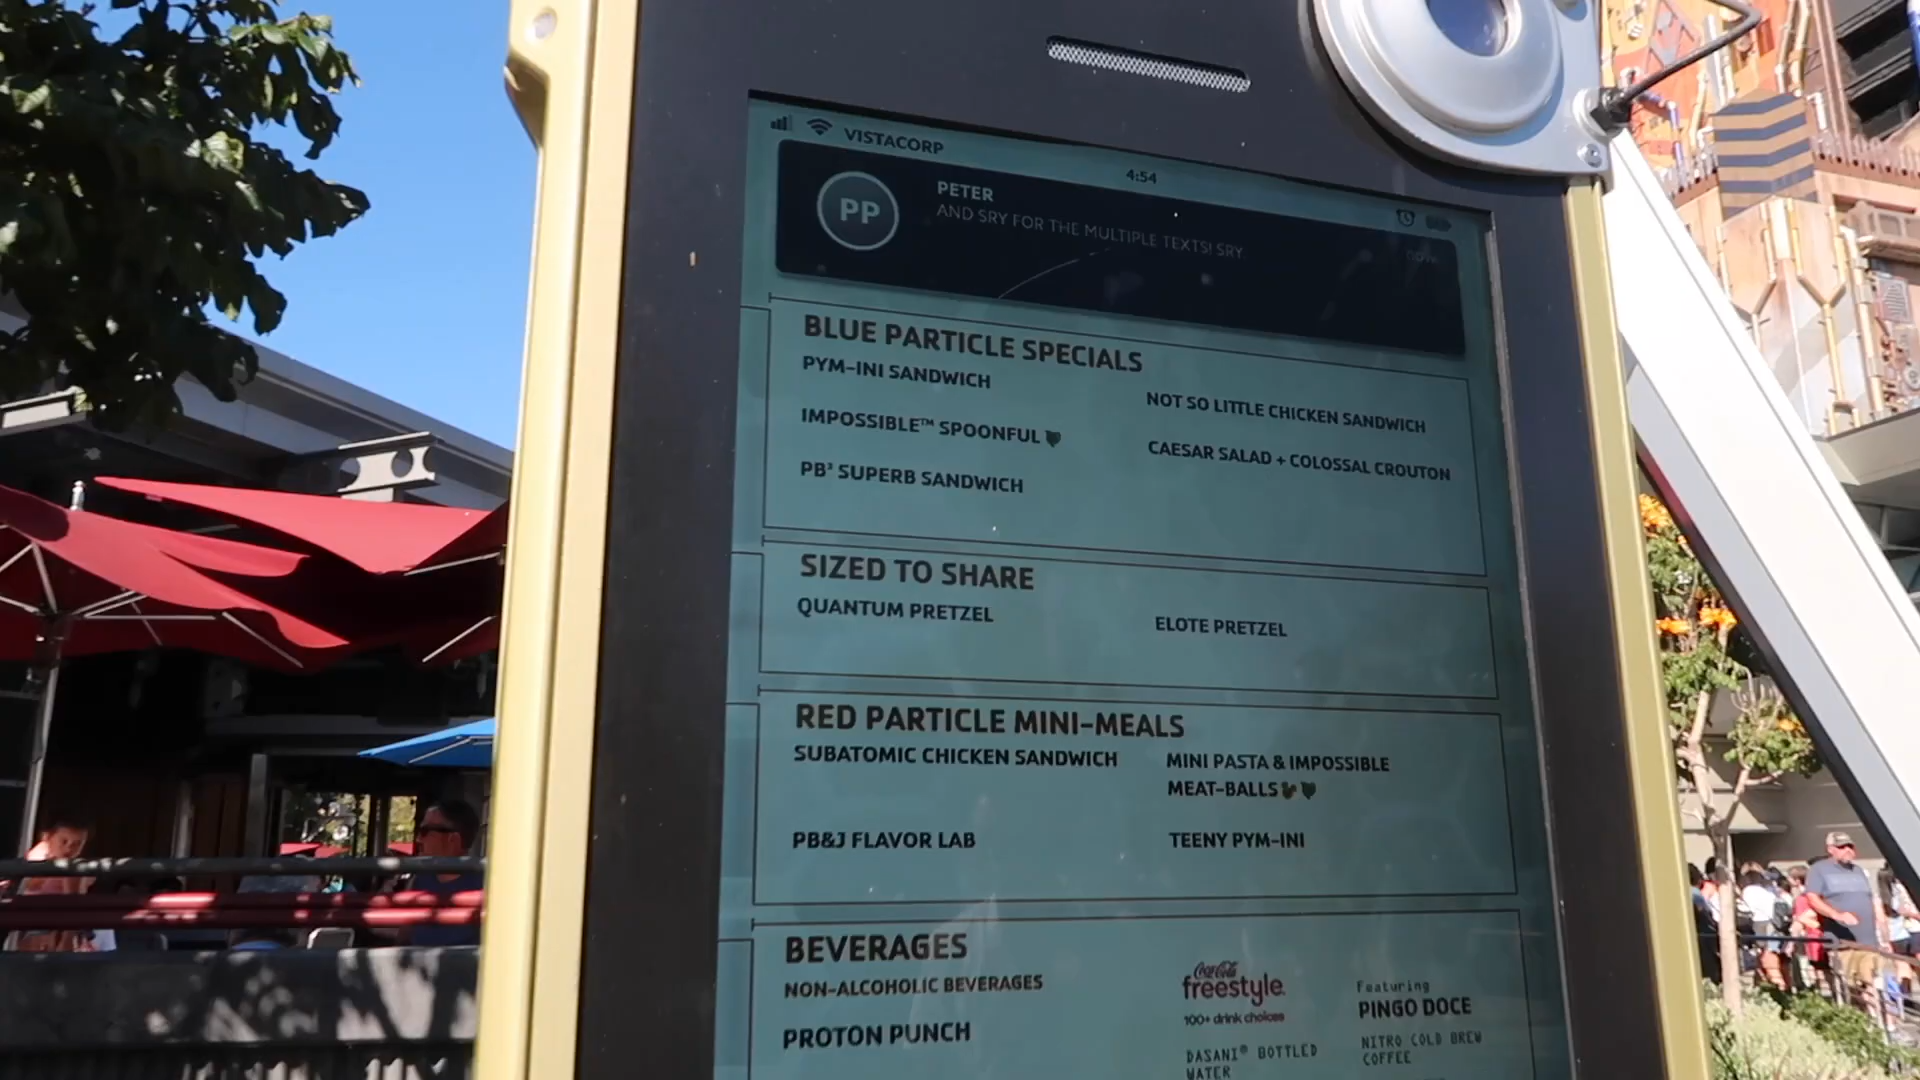 VISTACORP
4:54
PP
PETER
AND SRY FOR THE MULTIPLE TEXTS! SRY
now
BLUE PARTICLE SPECIALS
PYM-INI SANDWICH
IMPOSSIBLE™ SPOONFUL
PB³ SUPERB SANDWICH
NOT SO LITTLE CHICKEN SANDWICH
CAESAR SALAD + COLOSSAL CROUTON
SIZED TO SHARE
QUANTUM PRETZEL
ELOTE PRETZEL
RED PARTICLE MINI-MEALS
SUBATOMIC CHICKEN SANDWICH
PB&J FLAVOR LAB
MINI PASTA & IMPOSSIBLE
MEAT-BALLS
TEENY PYM-INI
BEVERAGES
NON-ALCOHOLIC BEVERAGES
PROTON PUNCH
Coca-Cola
freestyle
100+ drink choices
DASANI® BOTTLED
WATER
Featuring
PINGO DOCE
NITRO COLD BREW
COFFEE